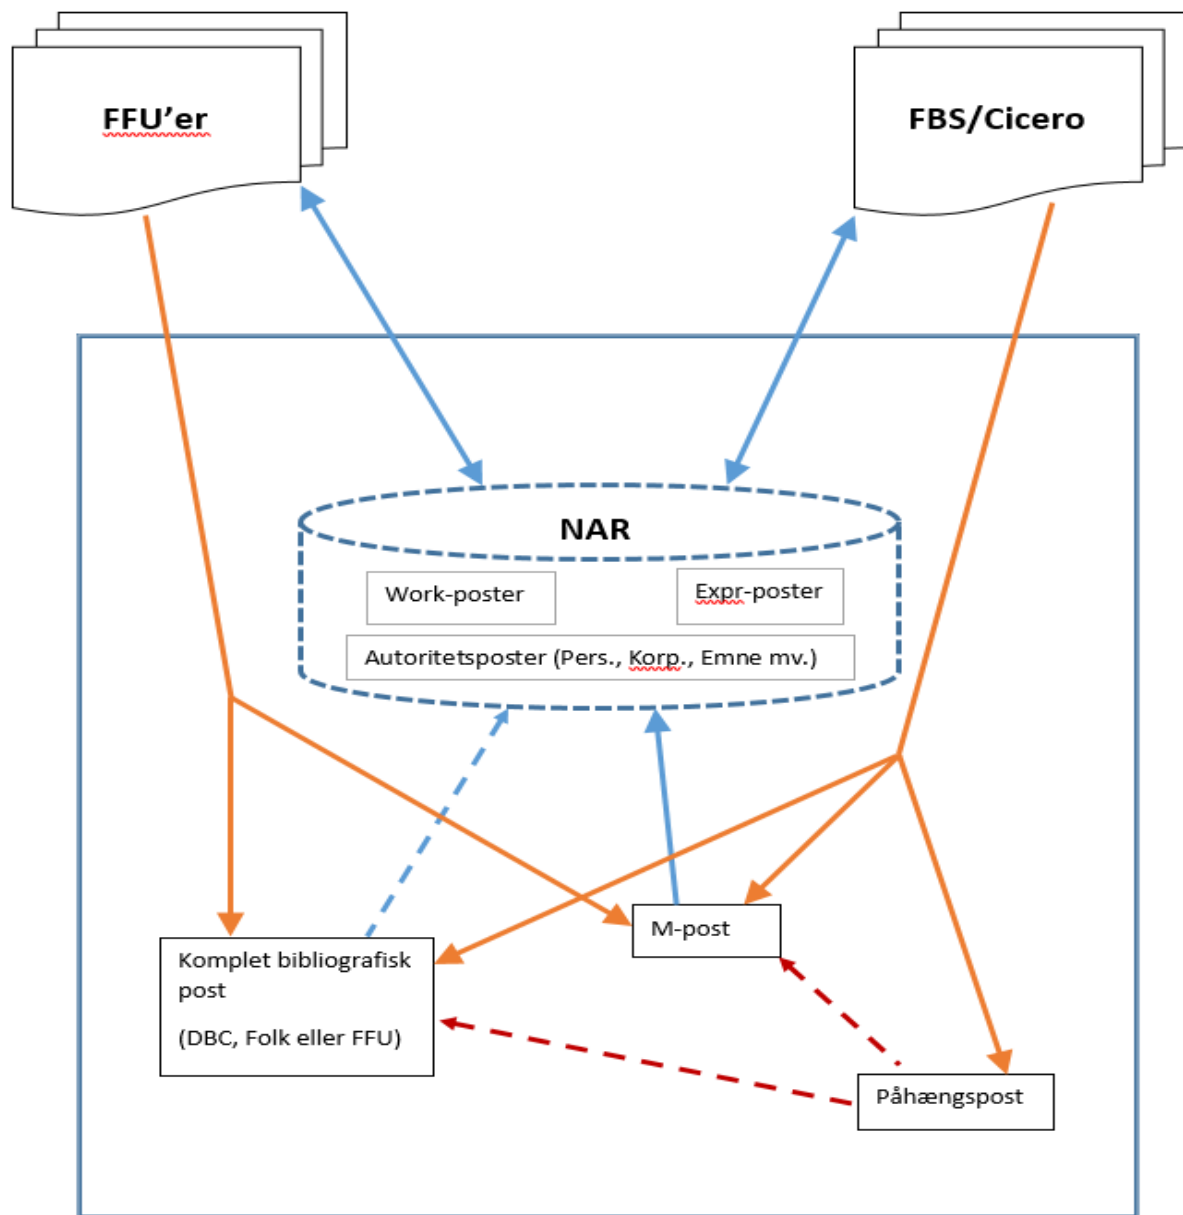 FFU’er
FBS/Cicero
NAR
Work-poster
Expr-poster
Autoritetsposter (Pers., Korp., Emne mv.)
M-post
Komplet bibliografisk
post
(DBC, Folk eller FFU)
Påhængspost